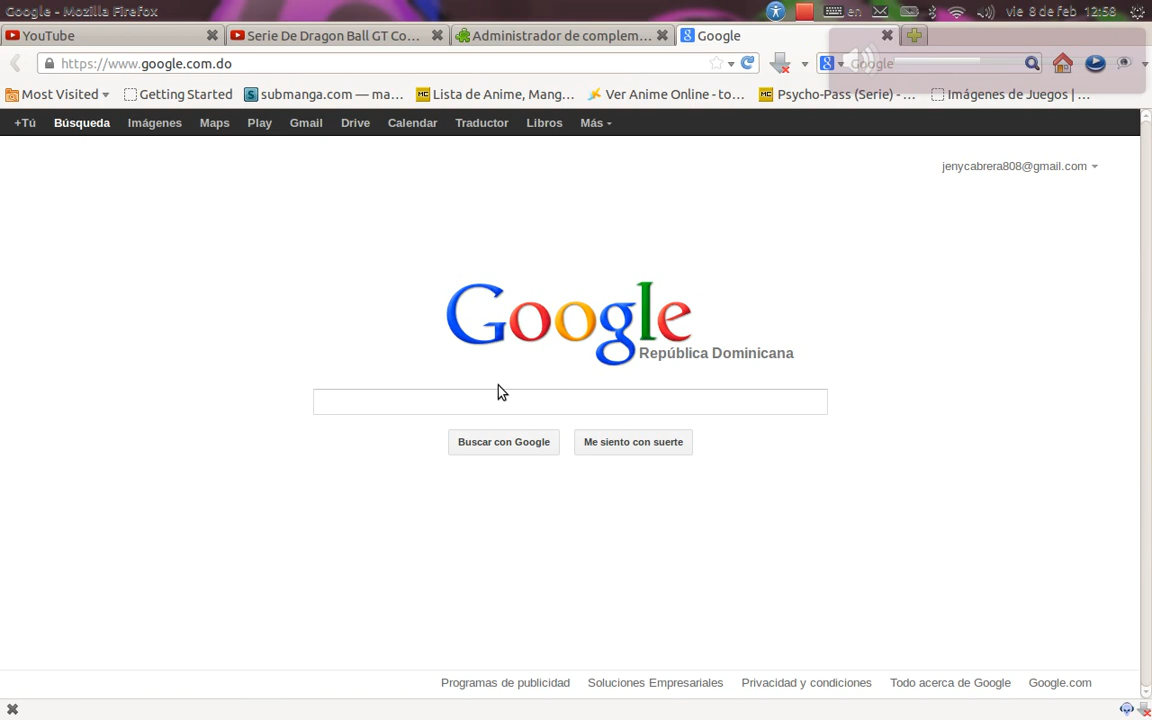 Google - Mozilla Firefox
en
vie 8 de feb 12:58
YouTube
Serie De Dragon Ball GT Co...
Administrador de complem...
Google
https://www.google.com.do
Google
Most Visited
Getting Started
submanga.com — ma...
Lista de Anime, Mang...
Ver Anime Online - to...
Psycho-Pass (Serie) - ...
Imágenes de Juegos | ...
+Tú Búsqueda Imágenes Maps Play Gmail Drive Calendar Traductor Libros Más
jenycabrera808@gmail.com
Google
República Dominicana
Buscar con Google
Me siento con suerte
Programas de publicidad Soluciones Empresariales Privacidad y condiciones Todo acerca de Google Google.com